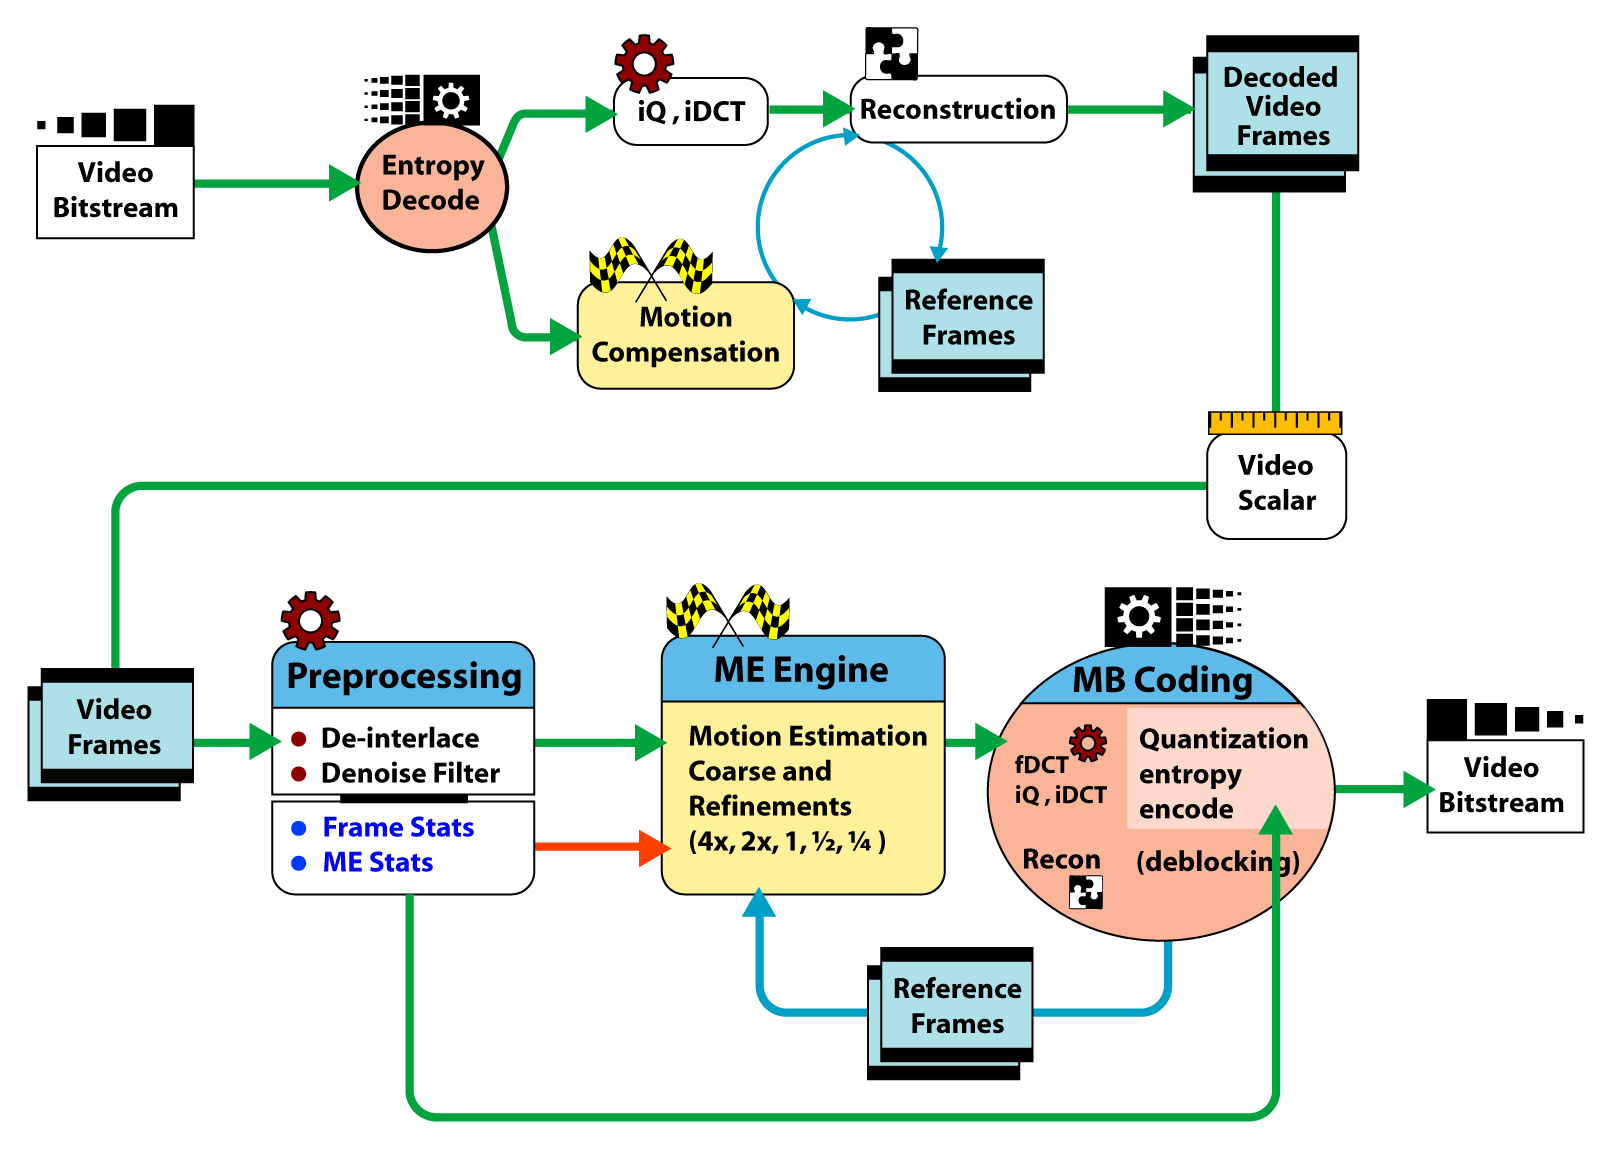 Video
Bitstream
Entropy
Decode
iQ , iDCT
Reconstruction
Decoded
Video
Frames
Motion
Compensation
Reference
Frames
Video
Scalar
Video
Frames
Preprocessing
De-interlace
Denoise Filter
Frame Stats
ME Stats
ME Engine
Motion Estimation
Coarse and
Refinements
(4x, 2x, 1, ½, ¼ )
MB Coding
fDCT
iQ , iDCT
Quantization
entropy
encode
Recon
(deblocking)
Reference
Frames
Video
Bitstream